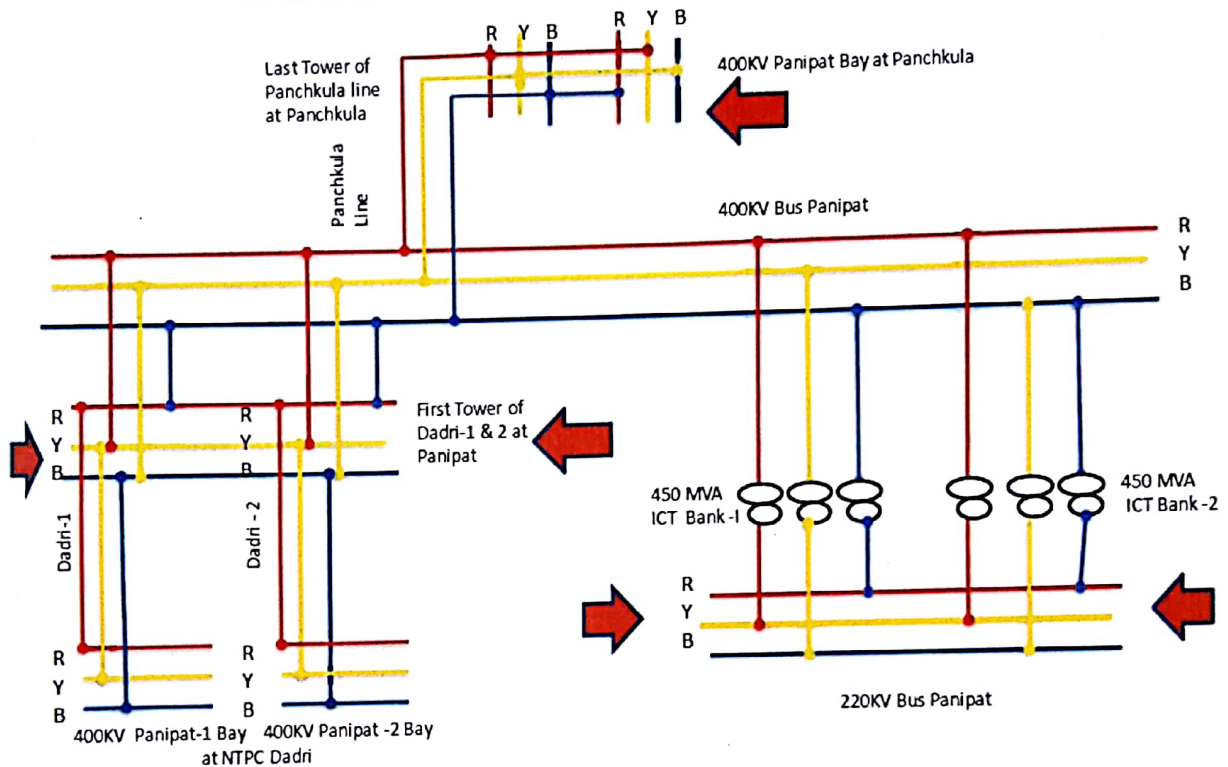 R Y B R Y B
Last Tower of
Panchkula line
at Panchkula
400KV Panipat Bay at Panchkula
Panchkula
Line
400KV Bus Panipat
R
Y
B
R
Y
B
R
Y
B
First Tower of
Dadri-1 & 2 at
Panipat
Dadri-1
Dadri - 2
450 MVA
ICT Bank -I
450 MVA
ICT Bank -2
R
Y
B
R
Y
B
R
Y
B
400KV Panipat-1 Bay
400KV Panipat -2 Bay
at NTPC Dadri
220KV Bus Panipat